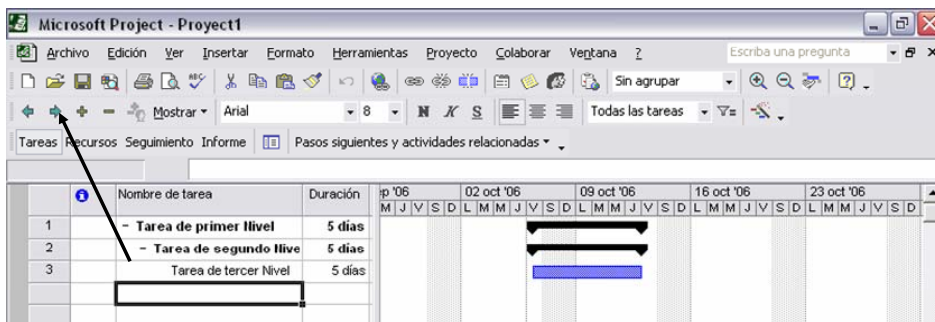 Microsoft Project - Proyect1
Archivo Edición Ver Insertar Formato Herramientas Proyecto Colaborar Ventana ? Escriba una pregunta
Sin agrupar
Mostrar Arial 8 N K S Todas las tareas
Tareas Recursos Seguimiento Informe Pasos siguientes y actividades relacionadas
Nombre de tarea Duración ep '06 02 oct '06 09 oct '06 16 oct '06 23 oct '06
M J V S D L M M J V S D L M M J V S D L M M J V S D L M M J V S D
1 - Tarea de primer Nivel 5 días
2 - Tarea de segundo Nive 5 días
3 Tarea de tercer Nivel 5 días